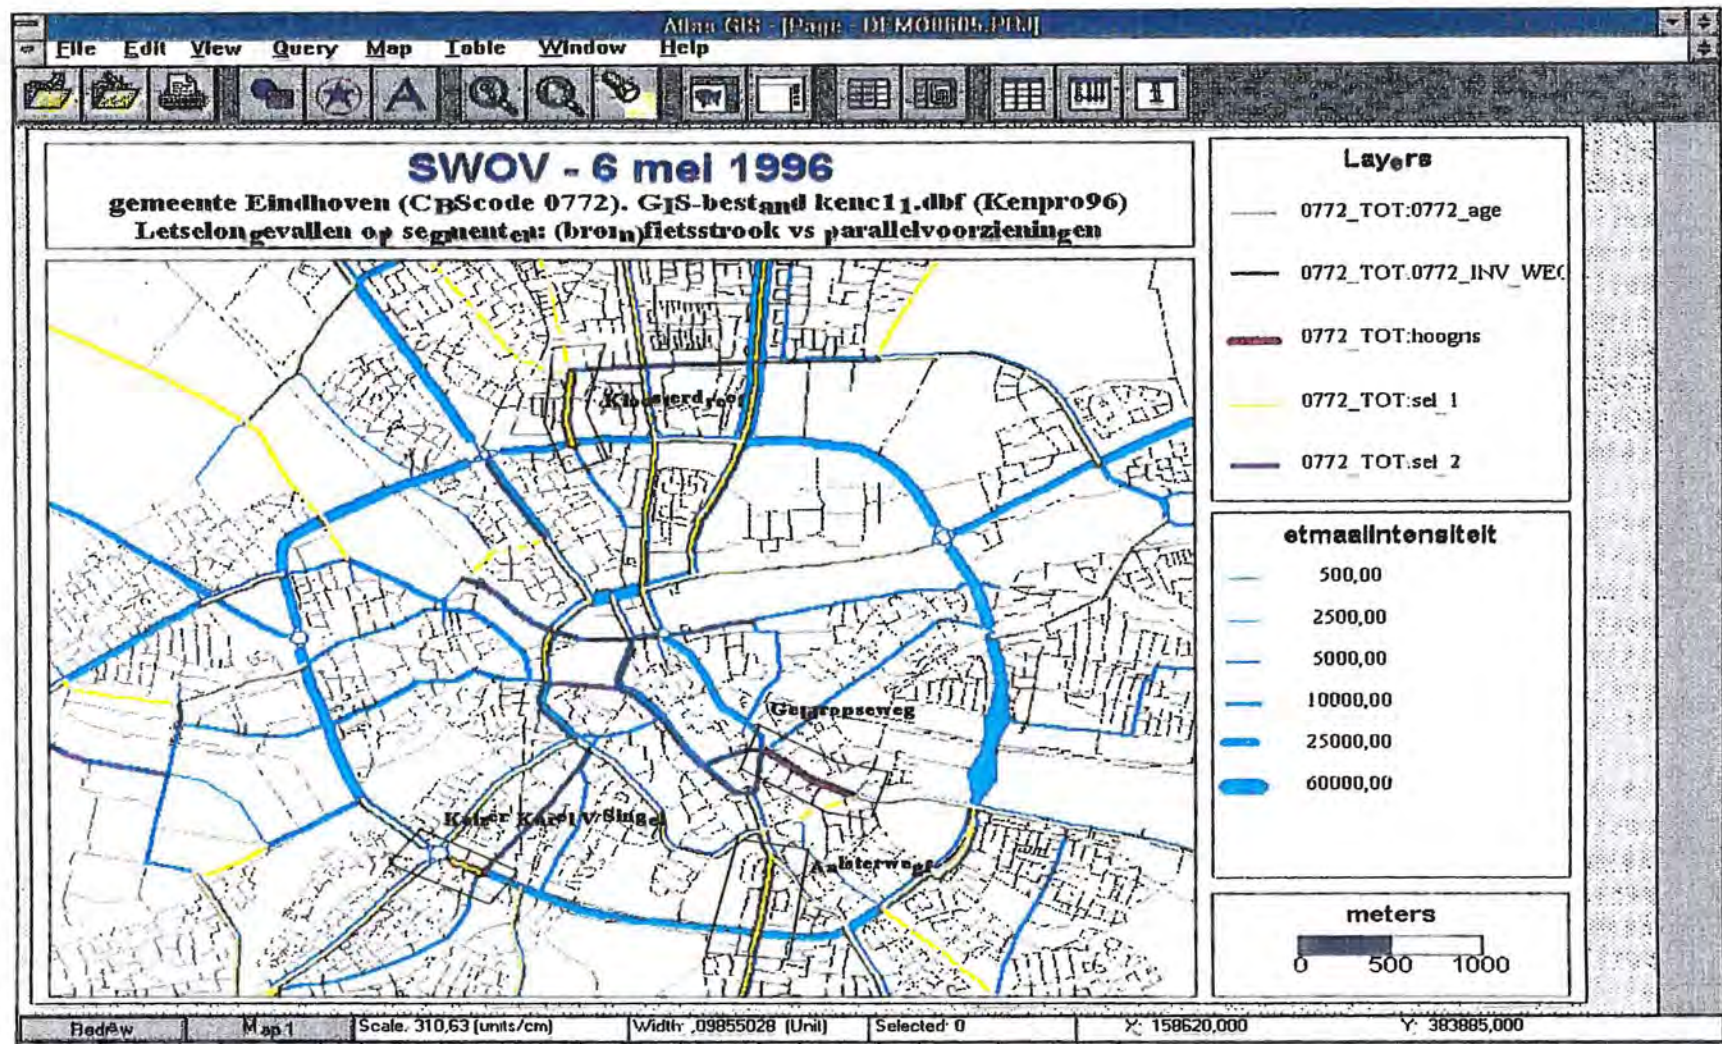 Atlas GIS - [Page - DEMO0605.PRJ]
File Edit View Query Map Table Window Help
SWOV - 6 mei 1996
gemeente Eindhoven (CBScode 0772). GIS-bestand kenc11.dbf (Kenpro96)
Letselongevallen op segmenten: (brom)fietsstrook vs parallelvoorzieningen
Layers
0772_TOT:0772_age
0772_TOT:0772_INV_WEG
0772_TOT:hoogns
0772_TOT:sel_1
0772_TOT:sel_2
etmaalintensiteit
500,00
2500,00
5000,00
10000,00
25000,00
60000,00
meters
0 500 1000
Kloosterdreef
Geldropseweg
Karel V Singel
Aalsterweg
Redraw Map 1 Scale: 310,63 (units/cm) Width: ,09855028 (Unit) Selected: 0 X: 158620,000 Y: 383885,000